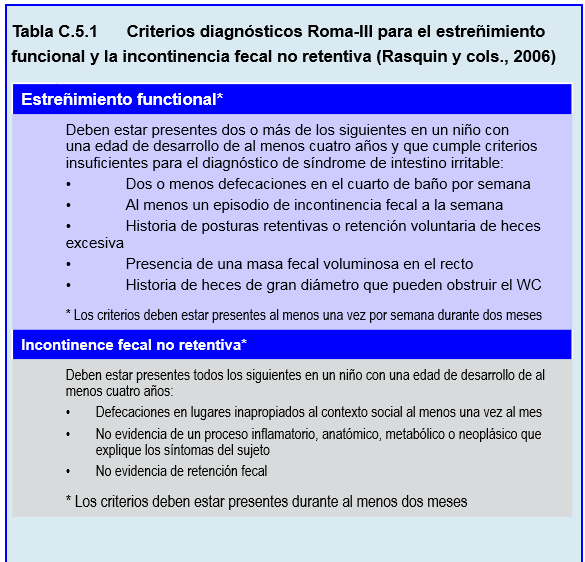 Tabla C.5.1 Criterios diagnósticos Roma-III para el estreñimiento
funcional y la incontinencia fecal no retentiva (Rasquin y cols., 2006)
Estreñimiento functional*
Deben estar presentes dos o más de los siguientes en un niño con
una edad de desarrollo de al menos cuatro años y que cumple criterios
insuficientes para el diagnóstico de síndrome de intestino irritable:
• Dos o menos defecaciones en el cuarto de baño por semana
• Al menos un episodio de incontinencia fecal a la semana
• Historia de posturas retentivas o retención voluntaria de heces
excesiva
• Presencia de una masa fecal voluminosa en el recto
• Historia de heces de gran diámetro que pueden obstruir el WC
* Los criterios deben estar presentes al menos una vez por semana durante dos meses
Incontinence fecal no retentiva*
Deben estar presentes todos los siguientes en un niño con una edad de desarrollo de al
menos cuatro años:
• Defecaciones en lugares inapropiados al contexto social al menos una vez al mes
• No evidencia de un proceso inflamatorio, anatómico, metabólico o neoplásico que
explique los síntomas del sujeto
• No evidencia de retención fecal
* Los criterios deben estar presentes durante al menos dos meses